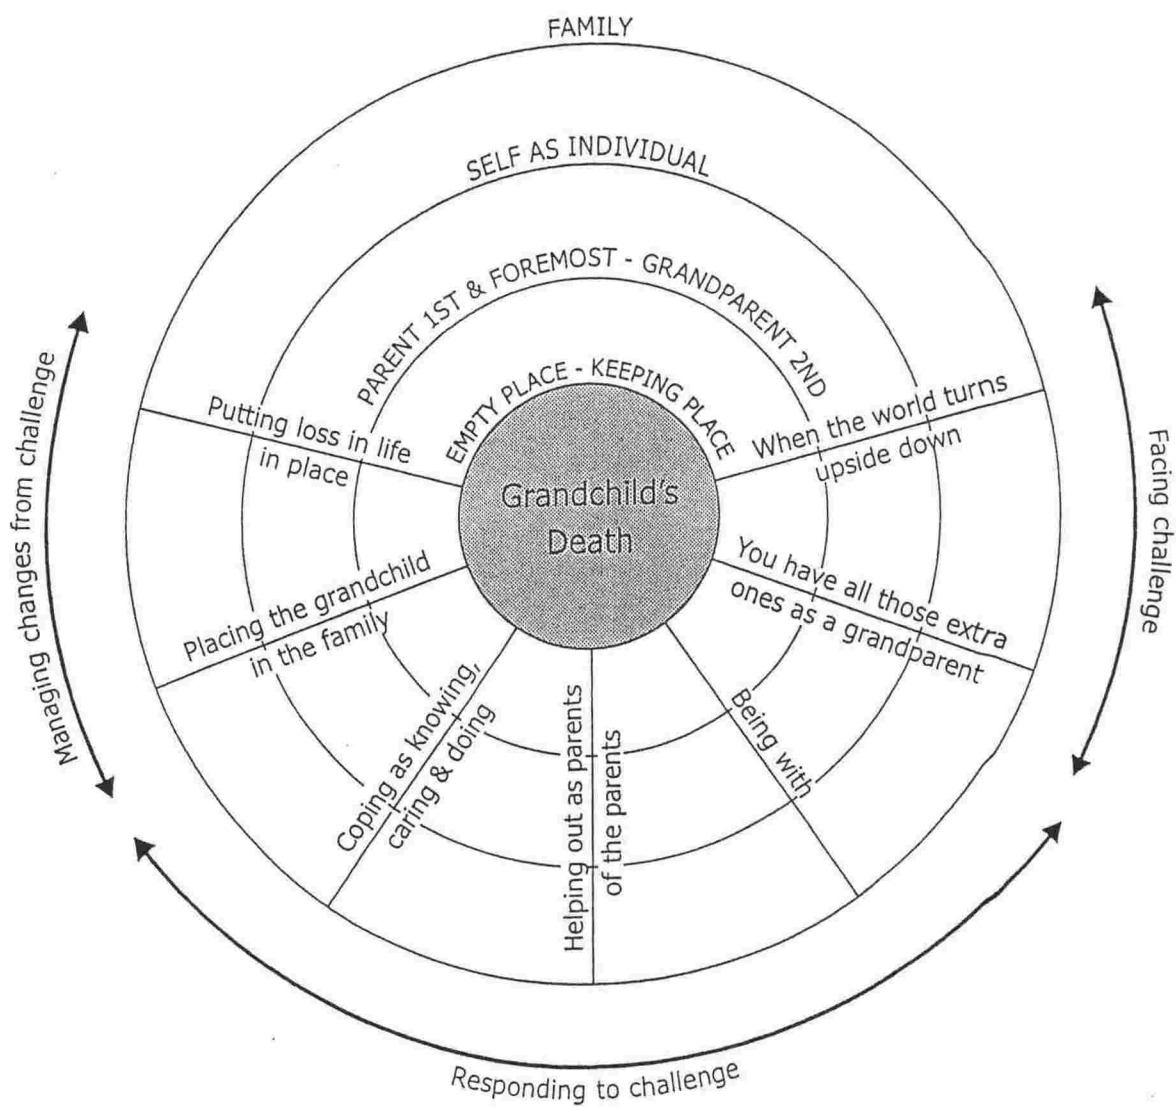 FAMILY
SELF AS INDIVIDUAL
PARENT 1ST & FOREMOST - GRANDPARENT 2ND
EMPTY PLACE - KEEPING PLACE
Grandchild's
Death
When the world turns
upside down
You have all those extra
ones as a grandparent
Being with
Helping out as parents
of the parents
Coping as knowing,
caring & doing
Placing the grandchild
in the family
Putting loss in life
in place
Facing challenge
Responding to challenge
Managing changes from challenge